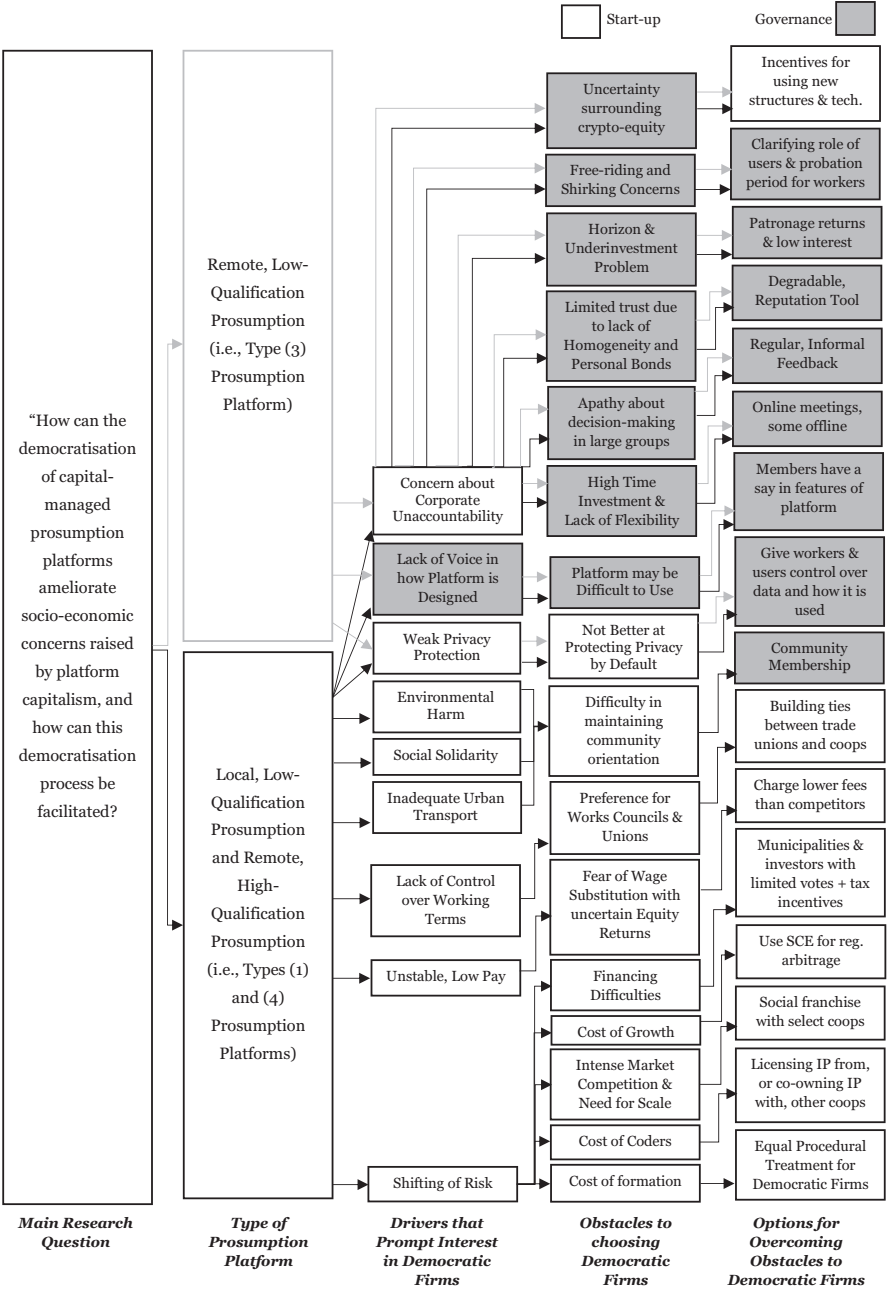 Start-up
Governance
“How can the
democratisation
of capital-
managed
prosumption
platforms
ameliorate
socio-economic
concerns raised
by platform
capitalism, and
how can this
democratisation
process be
facilitated?
Main Research
Question
Remote, Low-
Qualification
Prosumption
(i.e., Type (3)
Prosumption
Platform)
Local, Low-
Qualification
Prosumption
and Remote,
High-
Qualification
Prosumption
(i.e., Types (1)
and (4)
Prosumption
Platforms)
Type of
Prosumption
Platform
Concern about
Corporate
Unaccountability
Lack of Voice in
how Platform is
Designed
Weak Privacy
Protection
Environmental
Harm
Social Solidarity
Inadequate Urban
Transport
Lack of Control
over Working
Terms
Unstable, Low Pay
Shifting of Risk
Drivers that
Prompt Interest
in Democratic
Firms
Uncertainty
surrounding
crypto-equity
Free-riding and
Shirking Concerns
Horizon &
Underinvestment
Problem
Limited trust due
to lack of
Homogeneity and
Personal Bonds
Apathy about
decision-making
in large groups
High Time
Investment &
Lack of Flexibility
Platform may be
Difficult to Use
Not Better at
Protecting Privacy
by Default
Difficulty in
maintaining
community
orientation
Preference for
Works Councils &
Unions
Fear of Wage
Substitution with
uncertain Equity
Returns
Financing
Difficulties
Cost of Growth
Intense Market
Competition &
Need for Scale
Cost of Coders
Cost of formation
Obstacles to
choosing
Democratic
Firms
Incentives for
using new
structures & tech.
Clarifying role of
users & probation
period for workers
Patronage returns
& low interest
Degradable,
Reputation Tool
Regular, Informal
Feedback
Online meetings,
some offline
Members have a
say in features of
platform
Give workers &
users control over
data and how it is
used
Community
Membership
Building ties
between trade
unions and coops
Charge lower fees
than competitors
Municipalities &
investors with
limited votes + tax
incentives
Use SCE for reg.
arbitrage
Social franchise
with select coops
Licensing IP from,
or co-owning IP
with, other coops
Equal Procedural
Treatment for
Democratic Firms
Options for
Overcoming
Obstacles to
Democratic Firms